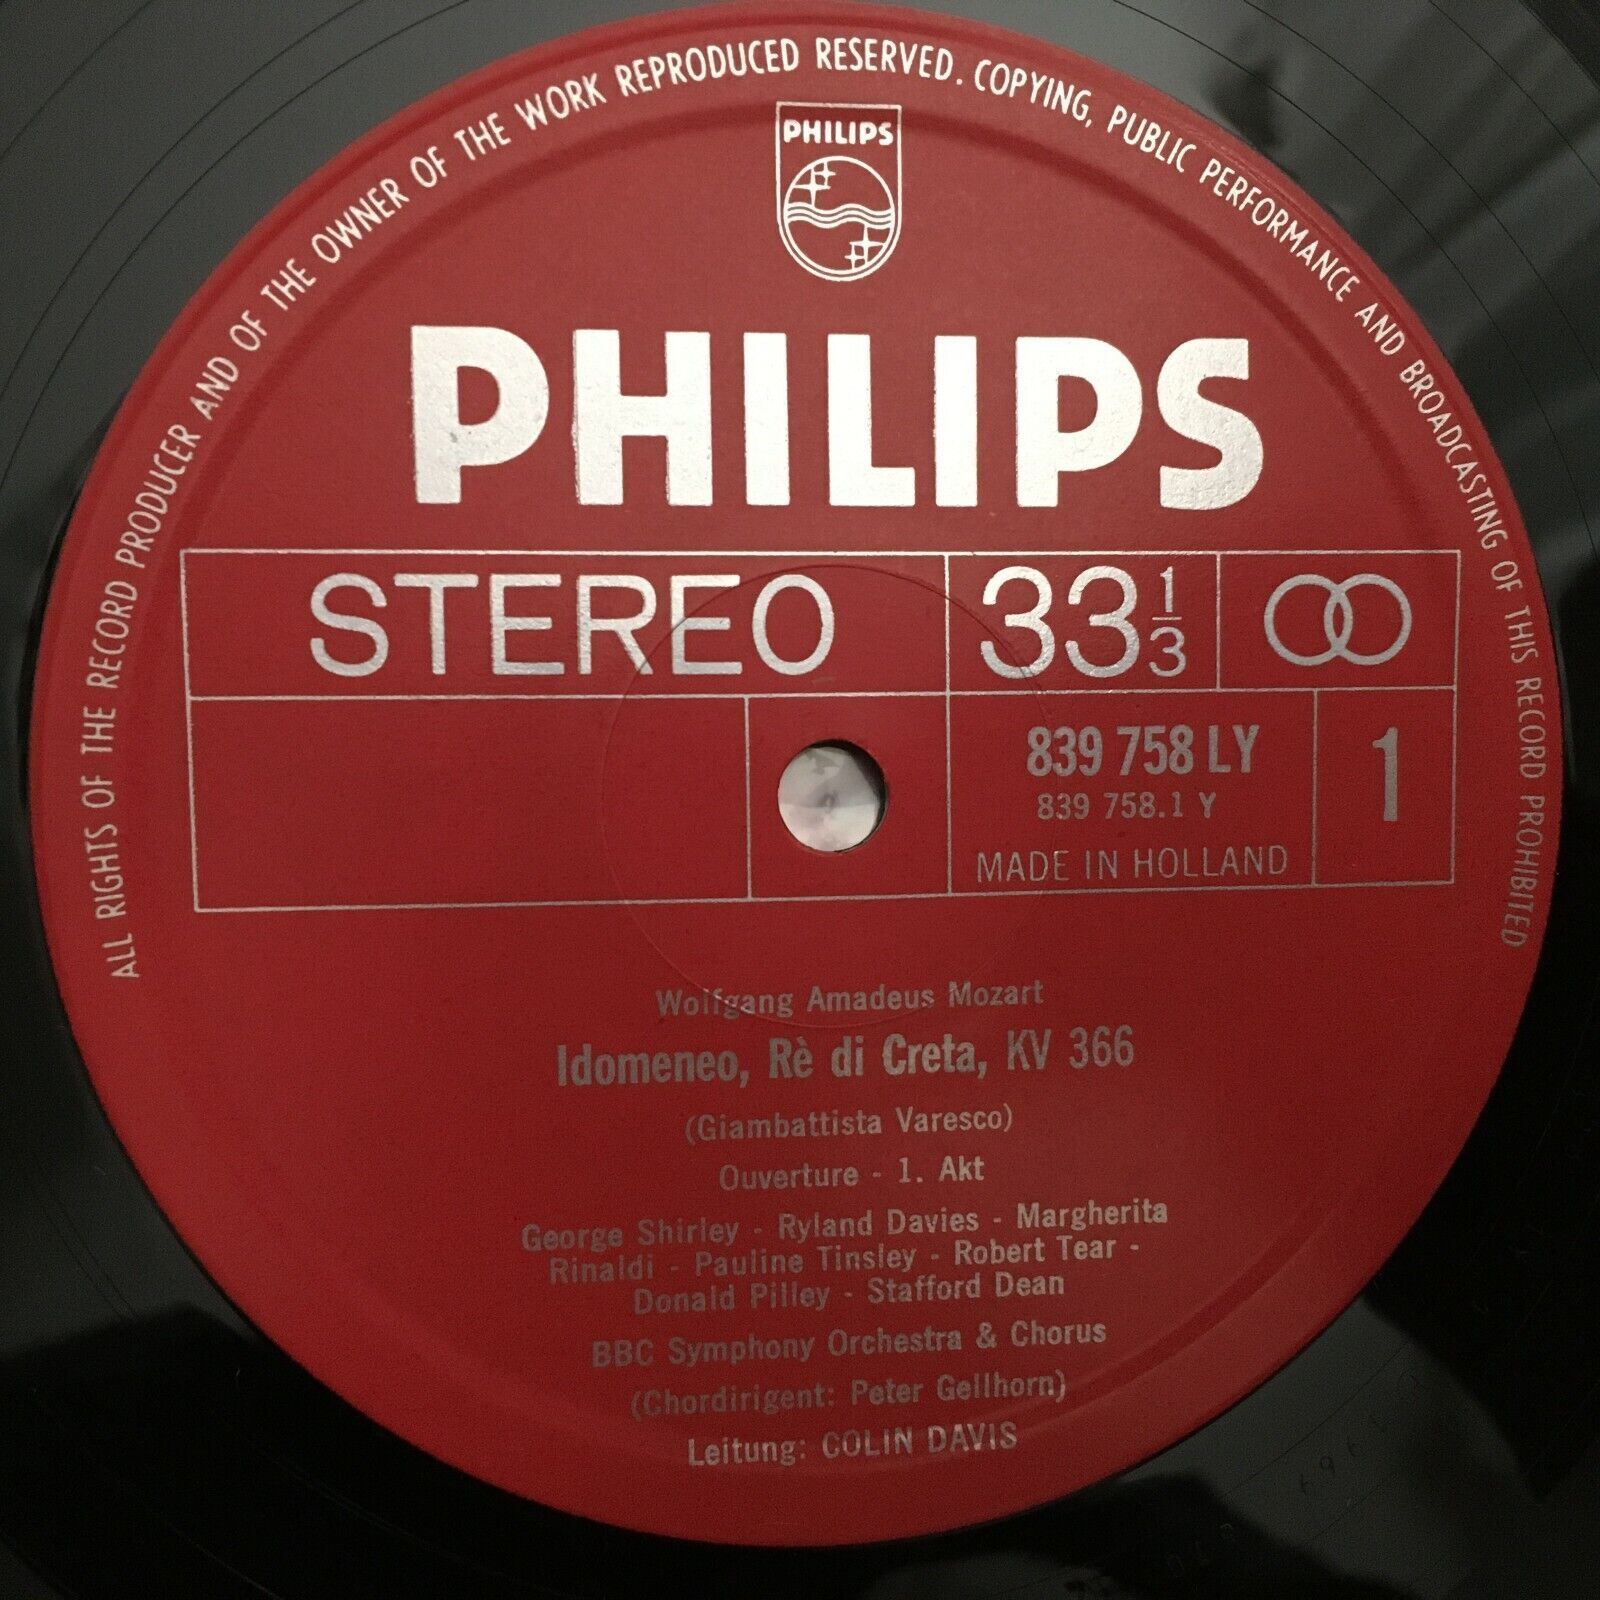 ALL RIGHTS OF THE RECORD PRODUCER AND OF THE OWNER OF THE WORK REPRODUCED RESERVED. COPYING, PUBLIC PERFORMANCE AND BROADCASTING OF THIS RECORD PROHIBITED
PHILIPS
PHILIPS
STEREO 33 1/3
839 758 LY 1
839 758.1 Y
MADE IN HOLLAND
Wolfgang Amadeus Mozart
Idomeneo, Rè di Creta, KV 366
(Giambattista Varesco)
Ouverture - 1. Akt
George Shirley - Ryland Davies - Margherita
Rinaldi - Pauline Tinsley - Robert Tear -
Donald Pilley - Stafford Dean
BBC Symphony Orchestra & Chorus
(Chordirigent: Peter Gellhorn)
Leitung: COLIN DAVIS